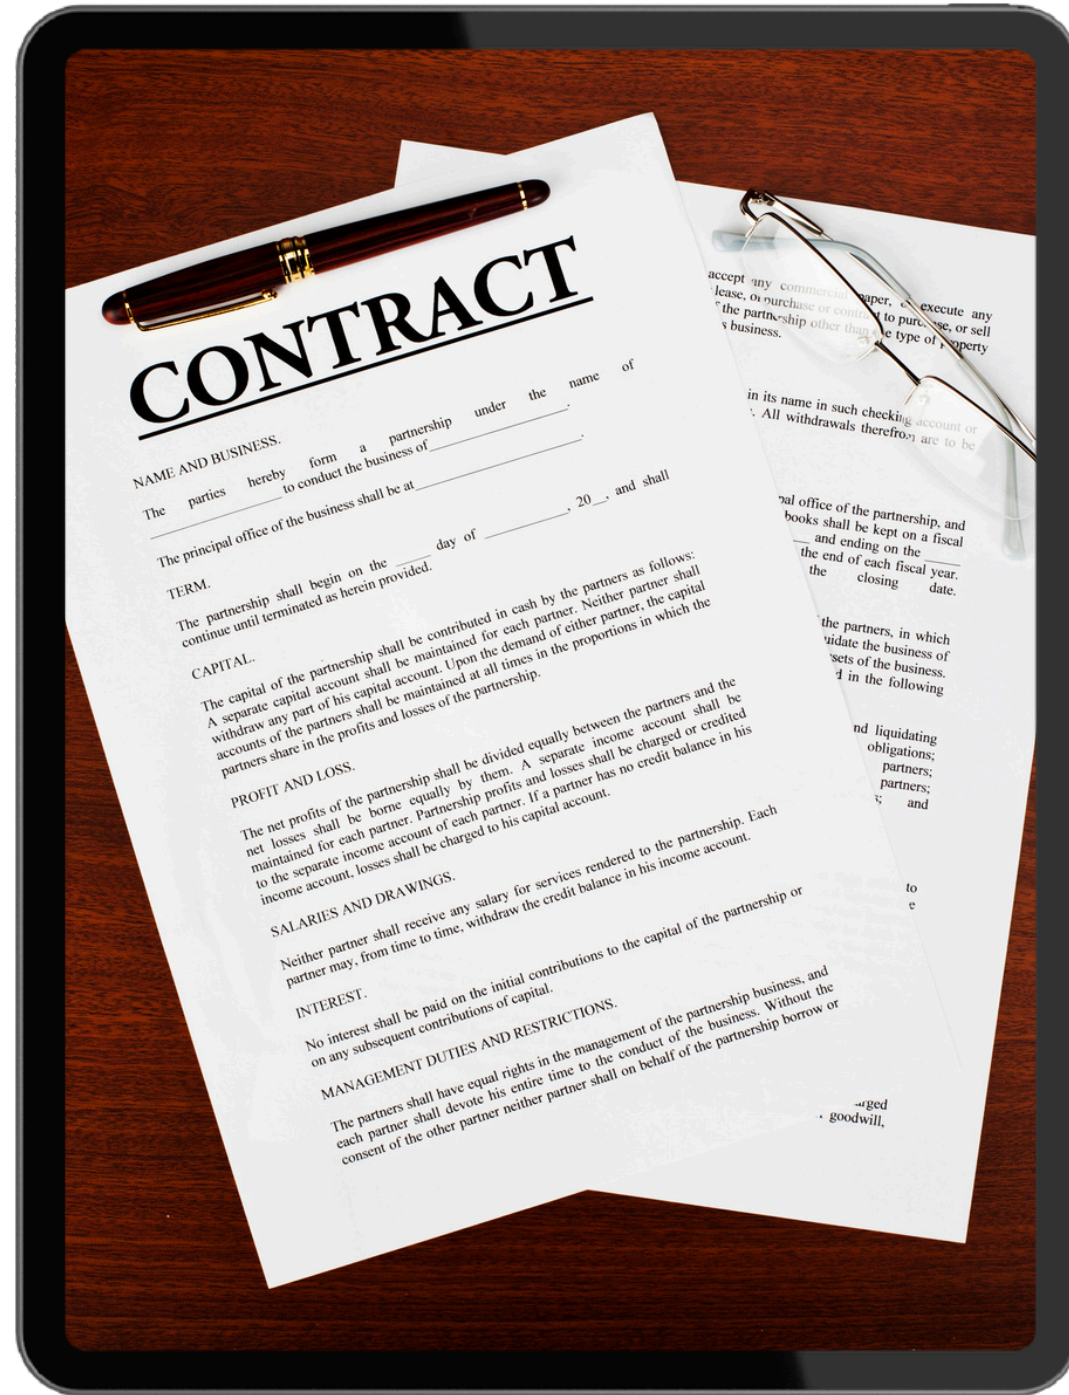 CONTRACT
NAME AND BUSINESS.
The parties hereby form a partnership under the name of
____________________ to conduct the business of ____________________.
The principal office of the business shall be at ____________________.
TERM.
The partnership shall begin on the _____ day of ____________, 20__, and shall
continue until terminated as herein provided.
CAPITAL.
The capital of the partnership shall be contributed in cash by the partners as follows:
A separate capital account shall be maintained for each partner. Neither partner shall
withdraw any part of his capital account. Upon the demand of either partner, the capital
accounts of the partners shall be maintained at all times in the proportions in which the
partners share in the profits and losses of the partnership.
PROFIT AND LOSS.
The net profits of the partnership shall be divided equally between the partners and the
net losses shall be borne equally by them. A separate income account shall be
maintained for each partner. Partnership profits and losses shall be charged or credited
to the separate income account of each partner. If a partner has no credit balance in his
income account, losses shall be charged to his capital account.
SALARIES AND DRAWINGS.
Neither partner shall receive any salary for services rendered to the partnership. Each
partner may, from time to time, withdraw the credit balance in his income account.
INTEREST.
No interest shall be paid on the initial contributions to the capital of the partnership or
on any subsequent contributions of capital.
MANAGEMENT DUTIES AND RESTRICTIONS.
The partners shall have equal rights in the management of the partnership business, and
each partner shall devote his entire time to the conduct of the business. Without the
consent of the other partner neither partner shall on behalf of the partnership borrow or
accept any commercial paper, execute any
lease, or purchase or contract to purchase, or sell
the partnership other than the type of property
business.
in its name in such checking account or
All withdrawals therefrom are to be
office of the partnership, and
books shall be kept on a fiscal
and ending on the _____
the end of each fiscal year.
the closing date.
the partners, in which
the business of
of the business.
in the following
liquidating
obligations;
partners;
partners;
and
to
goodwill,